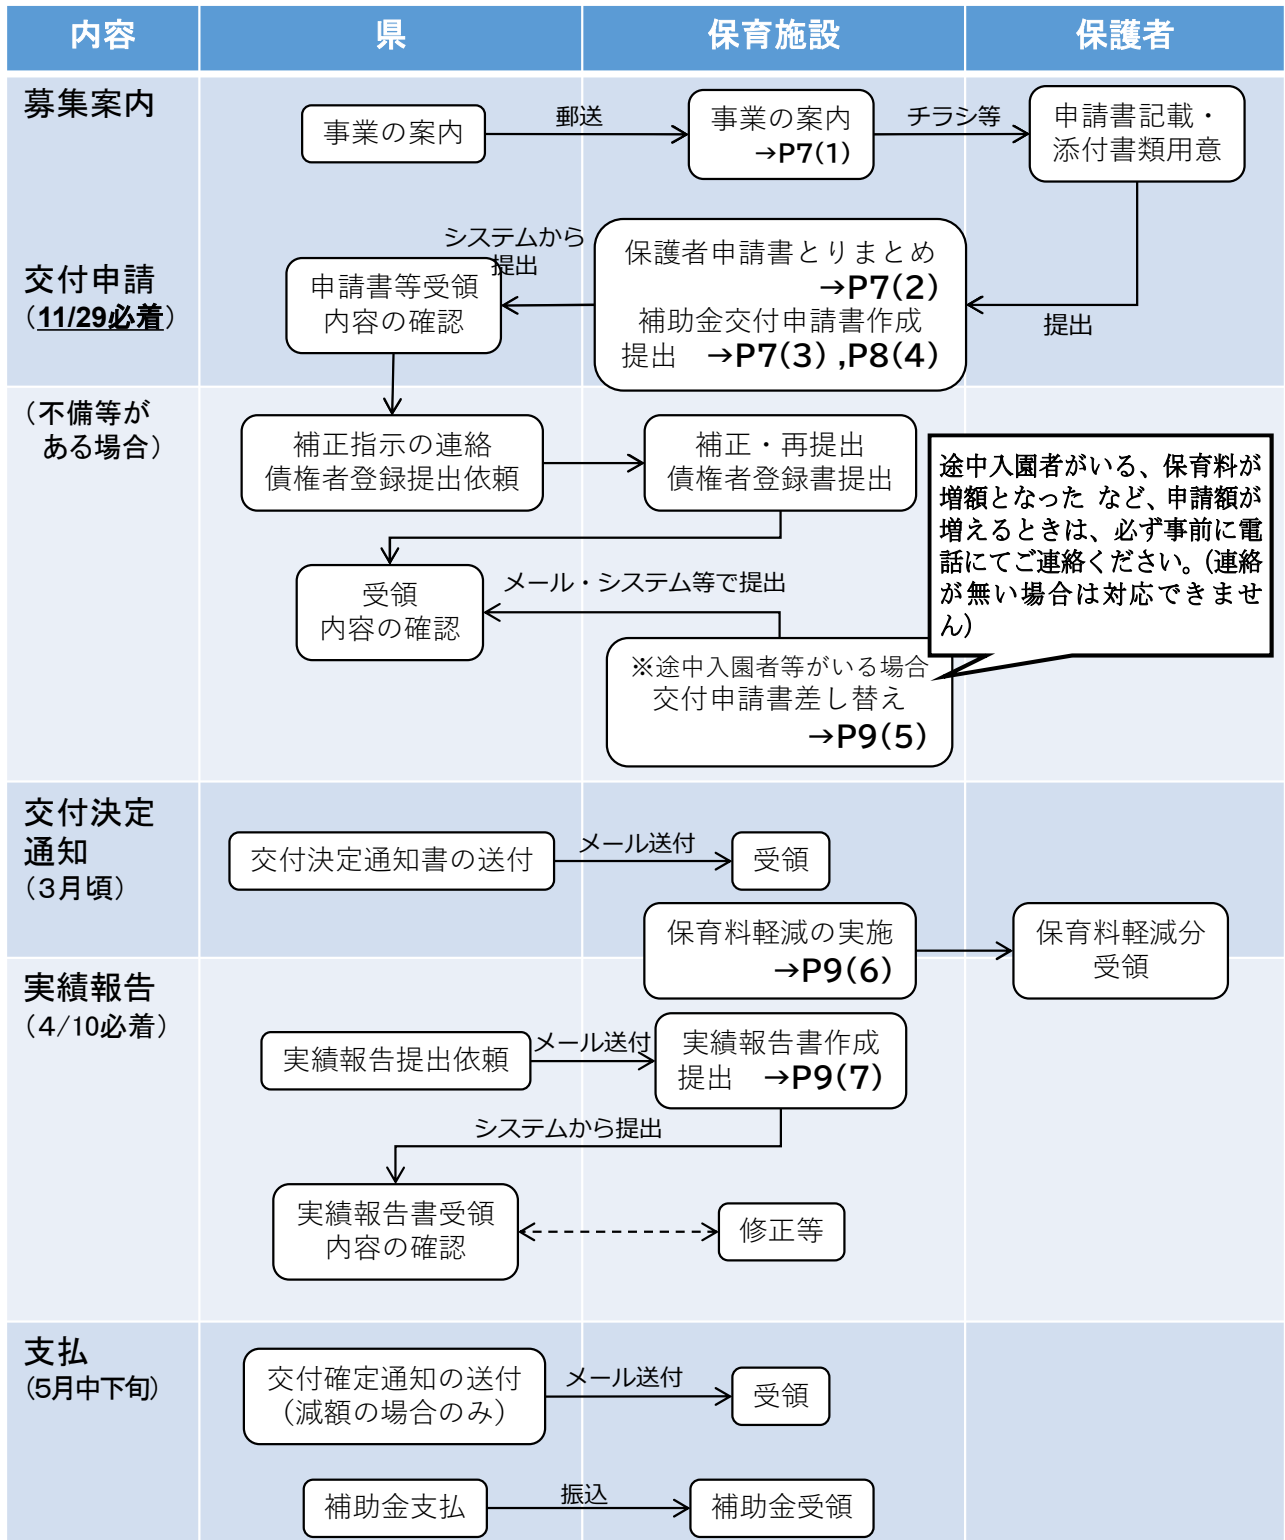 内容
県
保育施設
保護者
募集案内
事業の案内
郵送
事業の案内
→P7(1)
チラシ等
申請書記載・
添付書類用意
交付申請
（11/29必着）
提出
保護者申請書とりまとめ
→P7(2)
補助金交付申請書作成
提出　→P7(3) ,P8(4)
システムから
提出
申請書等受領
内容の確認
（不備等が
ある場合）
補正指示の連絡
債権者登録提出依頼
補正・再提出
債権者登録書提出
受領
内容の確認
メール・システム等で提出
※途中入園者等がいる場合
交付申請書差し替え
→P9(5)
途中入園者がいる、保育料が
増額となった など、申請額が
増えるときは、必ず事前に電
話にてご連絡ください。（連絡
が無い場合は対応できませ
ん）
交付決定
通知
（３月頃）
交付決定通知書の送付
メール送付
受領
保育料軽減の実施
→P9(6)
保育料軽減分
受領
実績報告
（4/10必着）
実績報告提出依頼
メール送付
実績報告書作成
提出　→P9(7)
システムから提出
実績報告書受領
内容の確認
修正等
支払
（5月中下旬）
交付確定通知の送付
（減額の場合のみ）
メール送付
受領
補助金支払
振込
補助金受領